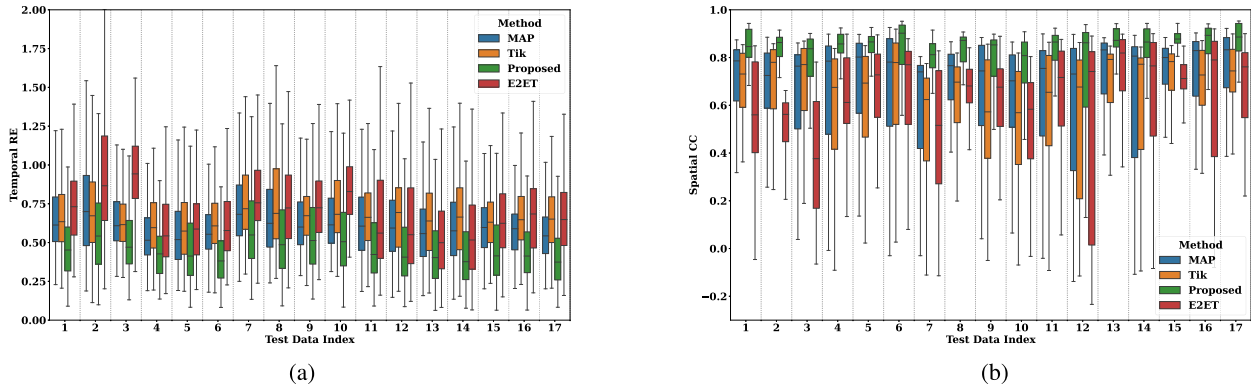 2.00
1.75
1.50
1.25
1.00
0.75
0.50
0.25
0.00
Temporal RE
Method
MAP
Tik
Proposed
E2ET
1 2 3 4 5 6 7 8 9 10 11 12 13 14 15 16 17
Test Data Index
(a)
1.0
0.8
0.6
0.4
0.2
0.0
−0.2
Spatial CC
Method
MAP
Tik
Proposed
E2ET
1 2 3 4 5 6 7 8 9 10 11 12 13 14 15 16 17
Test Data Index
(b)